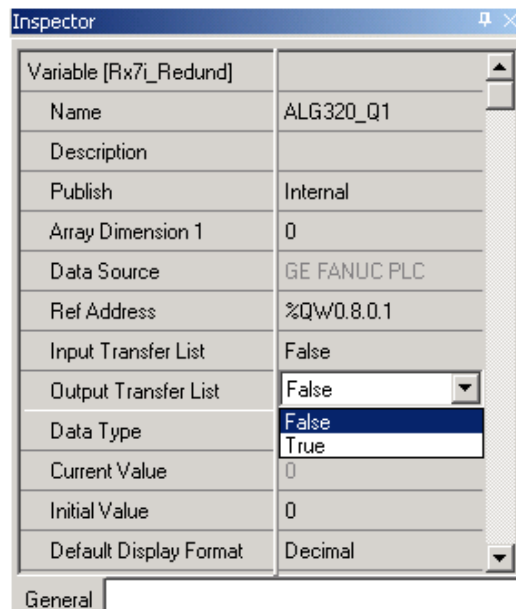 Inspector
Variable [Rx7i_Redund]
Name ALG320_Q1
Description
Publish Internal
Array Dimension 1 0
Data Source GE FANUC PLC
Ref Address %QW0.8.0.1
Input Transfer List False
Output Transfer List False
Data Type False
True
Current Value 0
Initial Value 0
Default Display Format Decimal
General